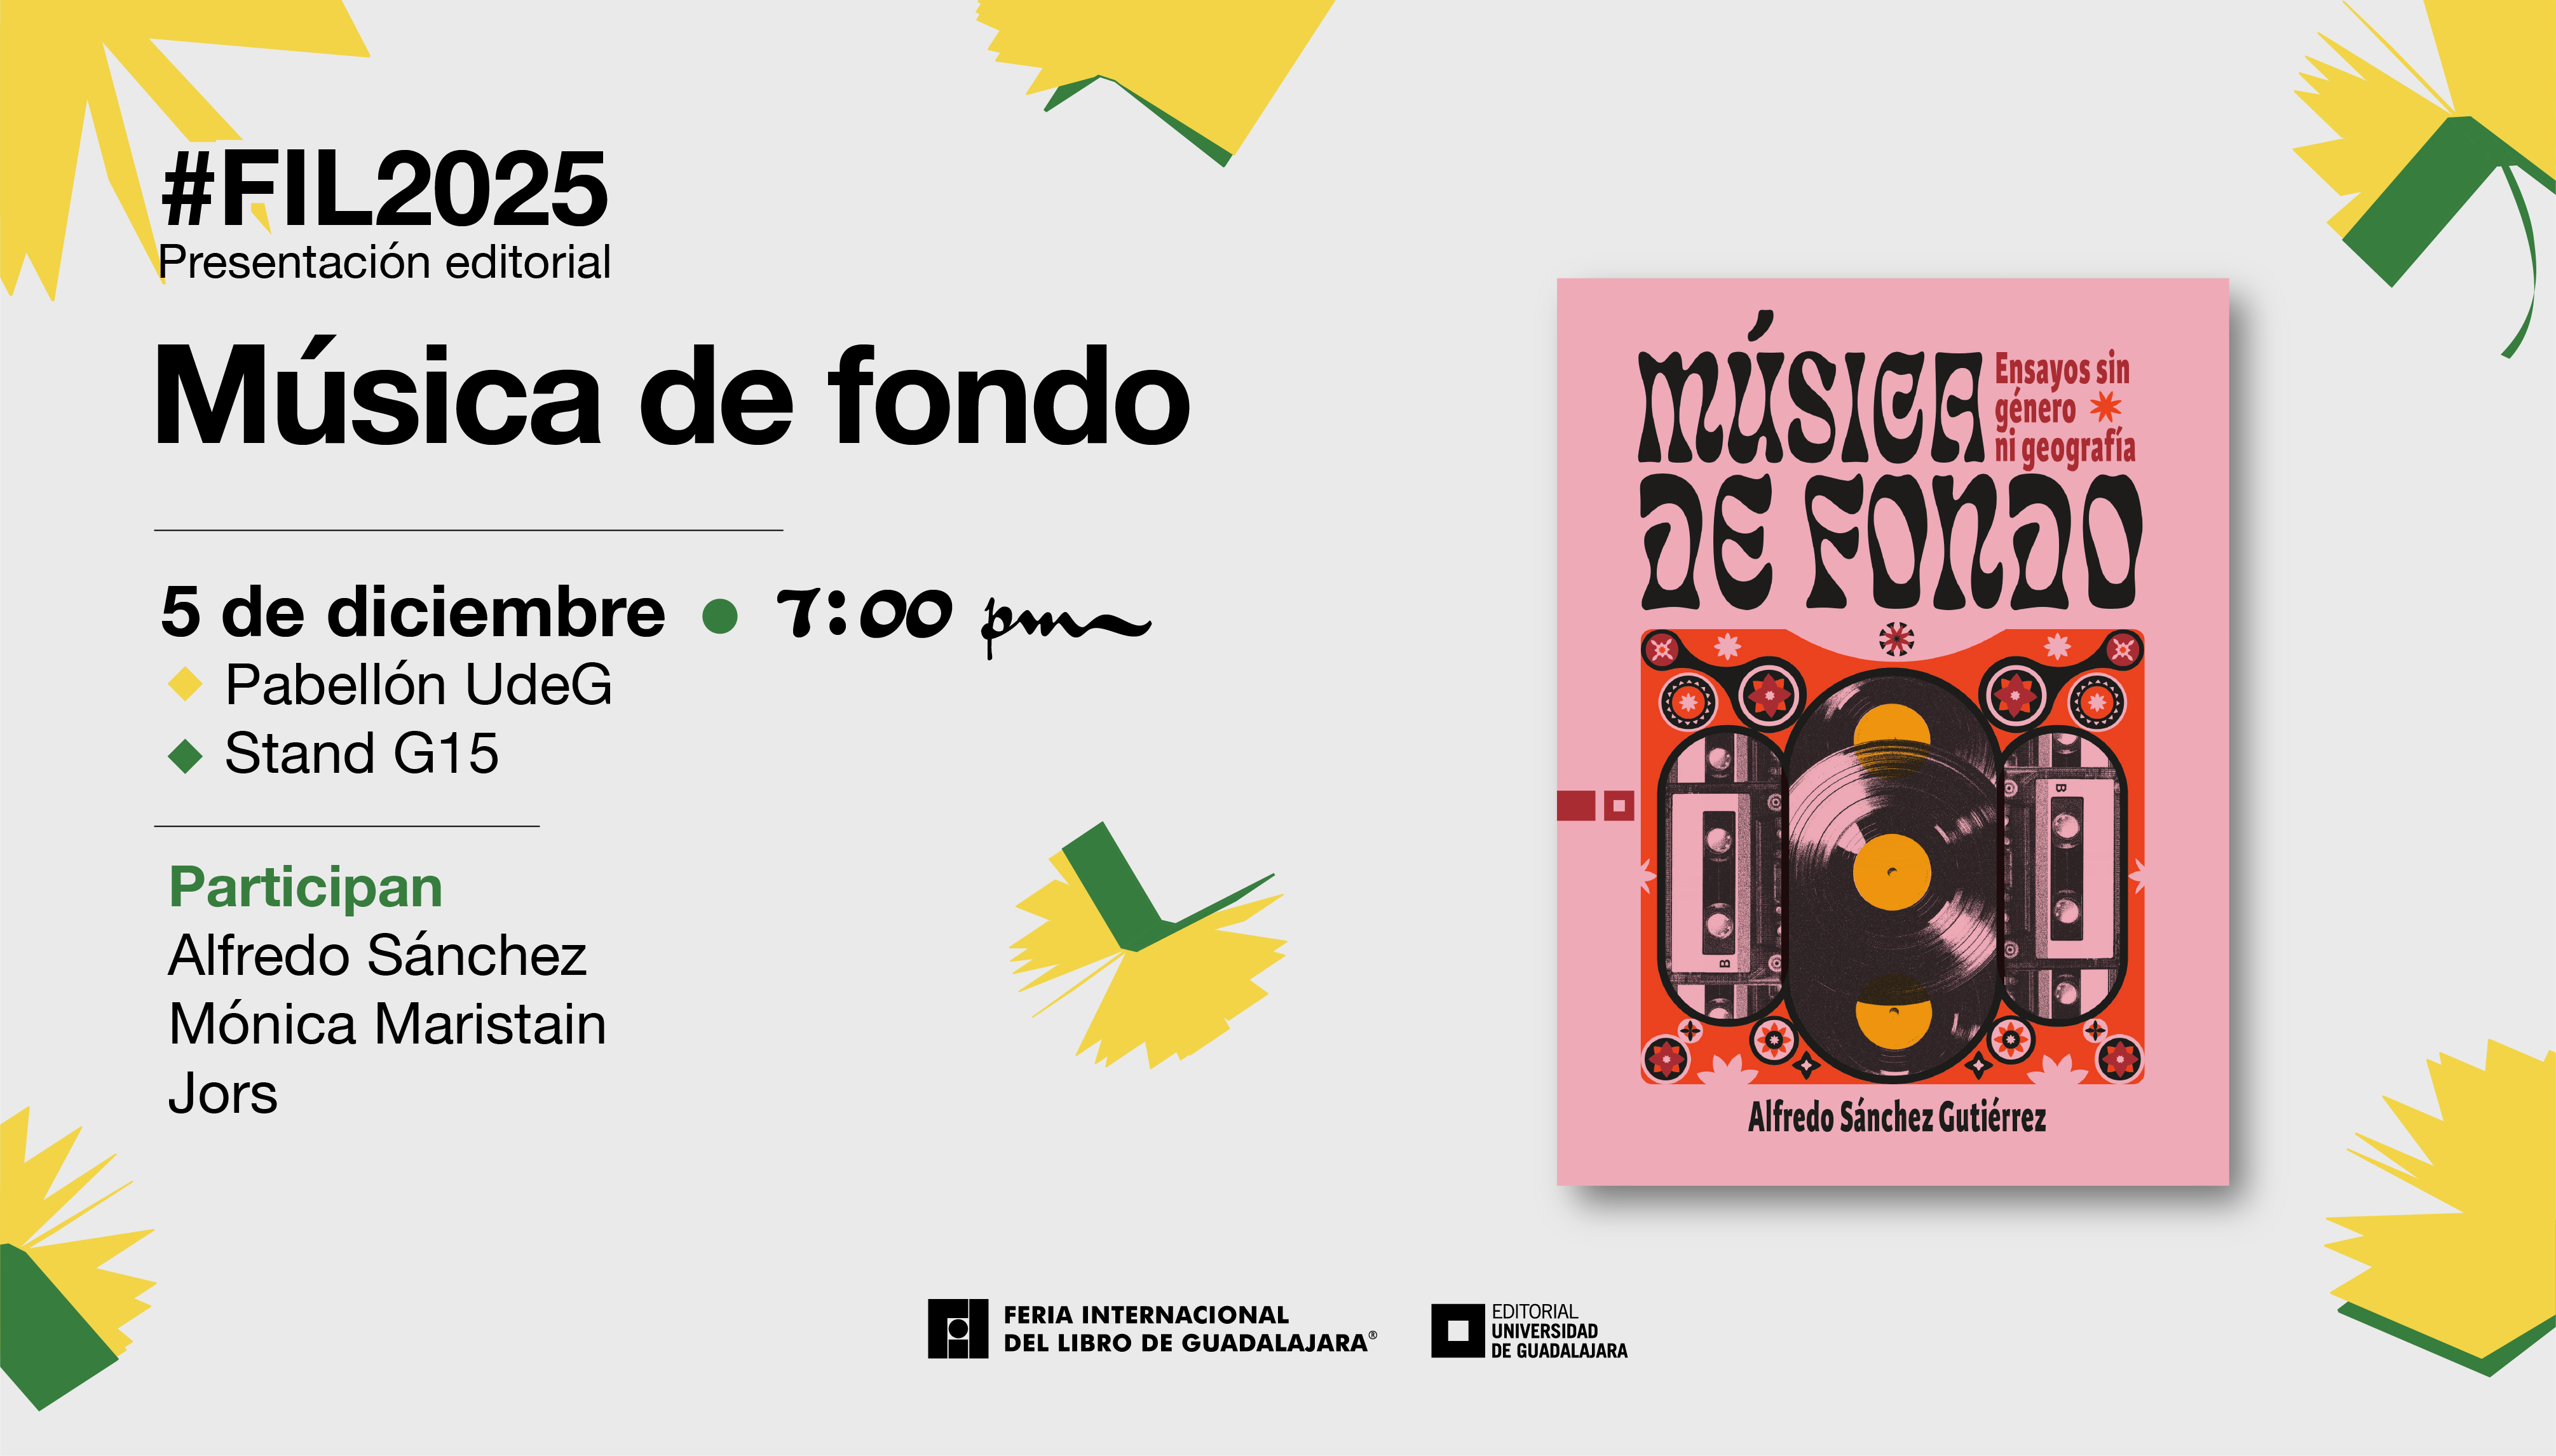 #FIL2025
Presentación editorial
Música de fondo
5 de diciembre • 7:00 pm
Pabellón UdeG
Stand G15
Participan
Alfredo Sánchez
Mónica Maristain
Jors
MÚSICA
DE FONDO
Ensayos sin
género
ni geografía
B
B
Alfredo Sánchez Gutiérrez
FERIA INTERNACIONAL
DEL LIBRO DE GUADALAJARA®
EDITORIAL
UNIVERSIDAD
DE GUADALAJARA